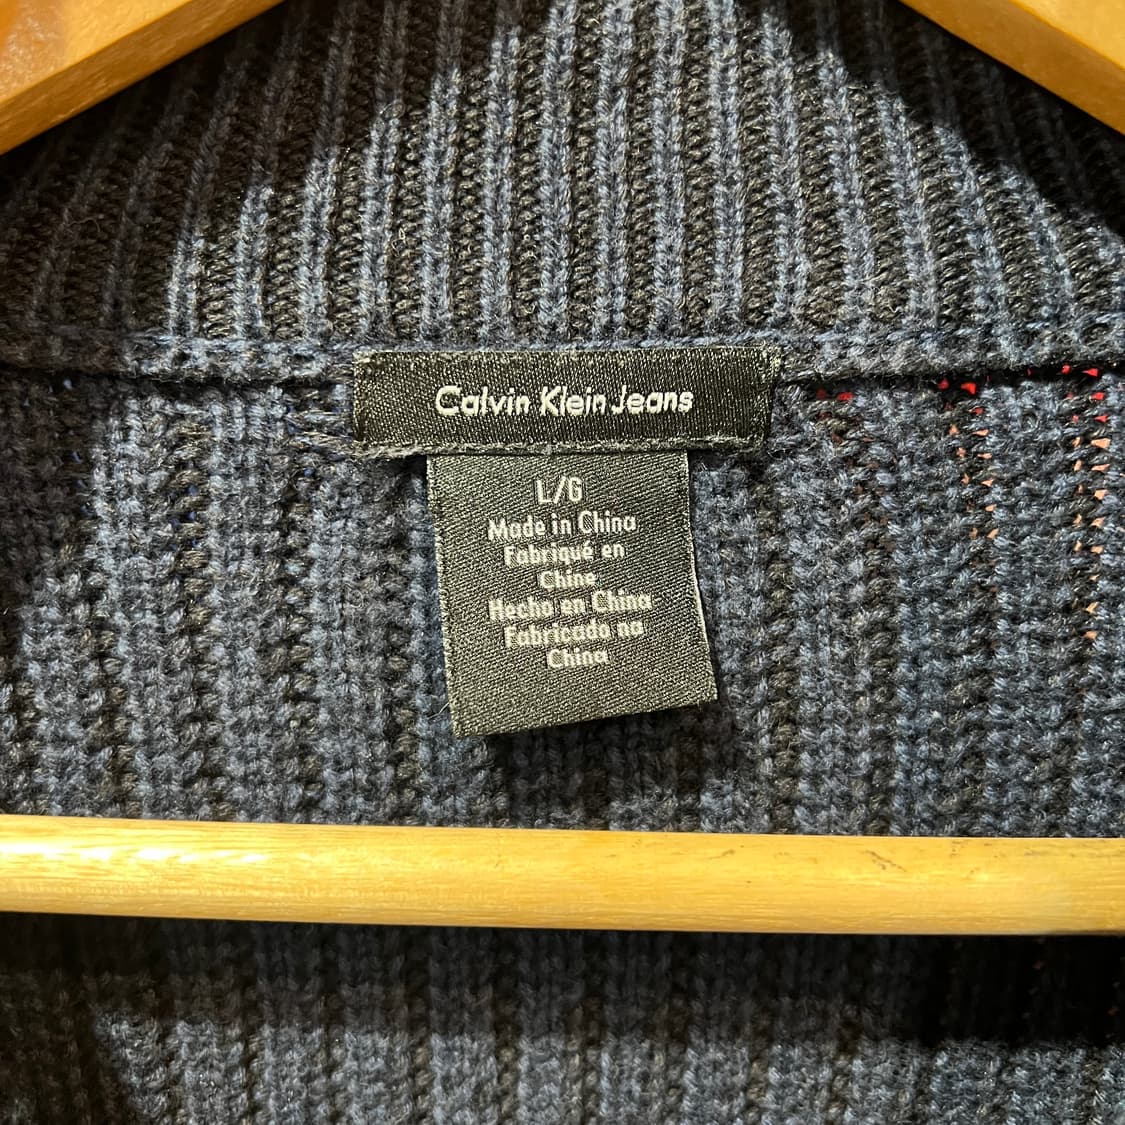 Calvin Klein Jeans
L/G
Made in China
Fabriqué en
Chine
Hecho en China
Fabricado na
China